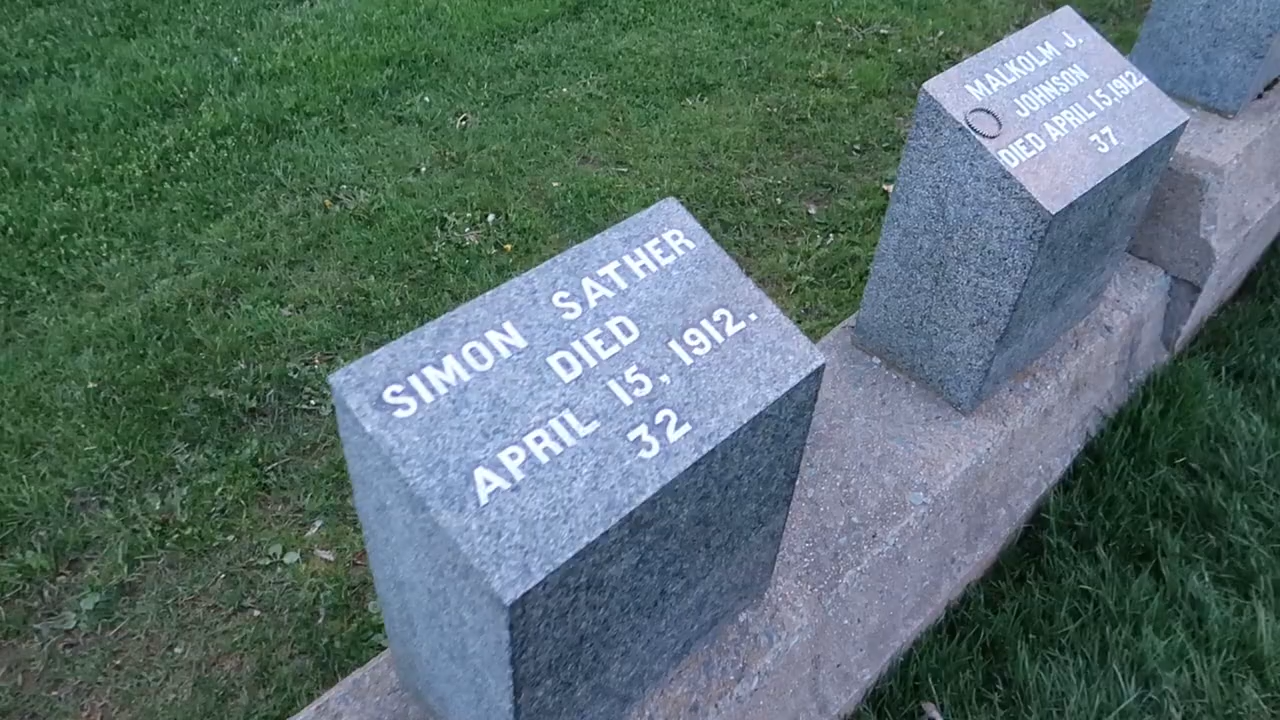 SIMON SATHER
DIED
APRIL 15, 1912.
32
MALKOLM J.
JOHNSON
DIED APRIL 15, 1912.
37